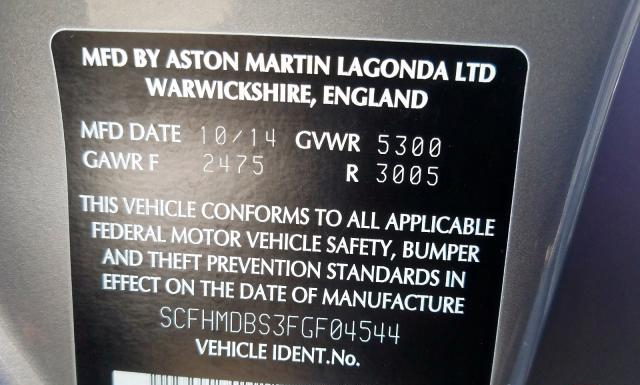 MFD BY ASTON MARTIN LAGONDA LTD
WARWICKSHIRE, ENGLAND
MFD DATE 10/14 GVWR 5300
GAWR F 2475 R 3005
THIS VEHICLE CONFORMS TO ALL APPLICABLE
FEDERAL MOTOR VEHICLE SAFETY, BUMPER
AND THEFT PREVENTION STANDARDS IN
EFFECT ON THE DATE OF MANUFACTURE
SCFHMDBS3FGF04544
VEHICLE IDENT.No.